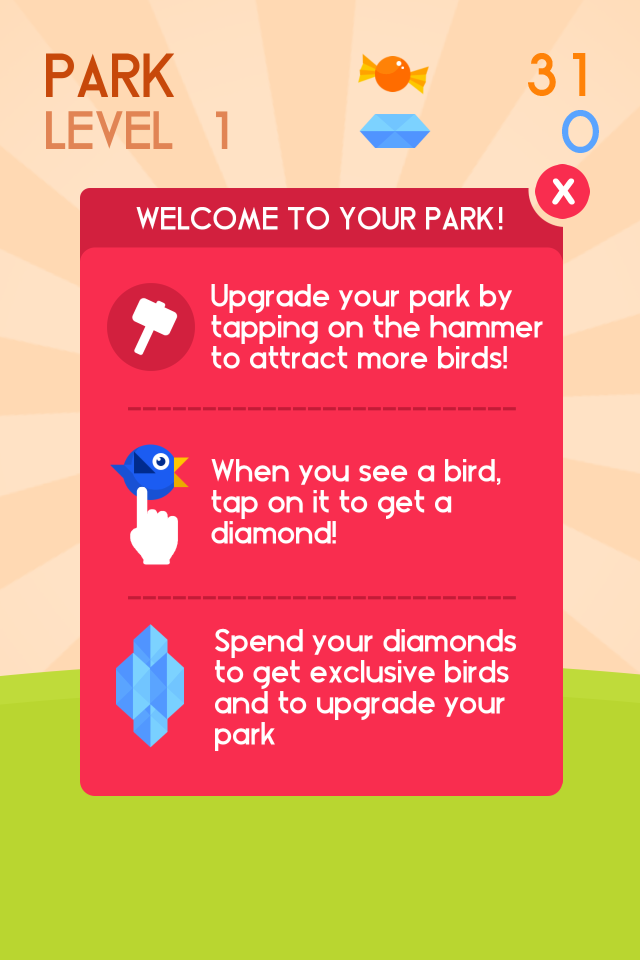 PARK 31
LEVEL 1 0
X
WELCOME TO YOUR PARK!
Upgrade your park by
tapping on the hammer
to attract more birds!
When you see a bird,
tap on it to get a
diamond!
Spend your diamonds
to get exclusive birds
and to upgrade your
park